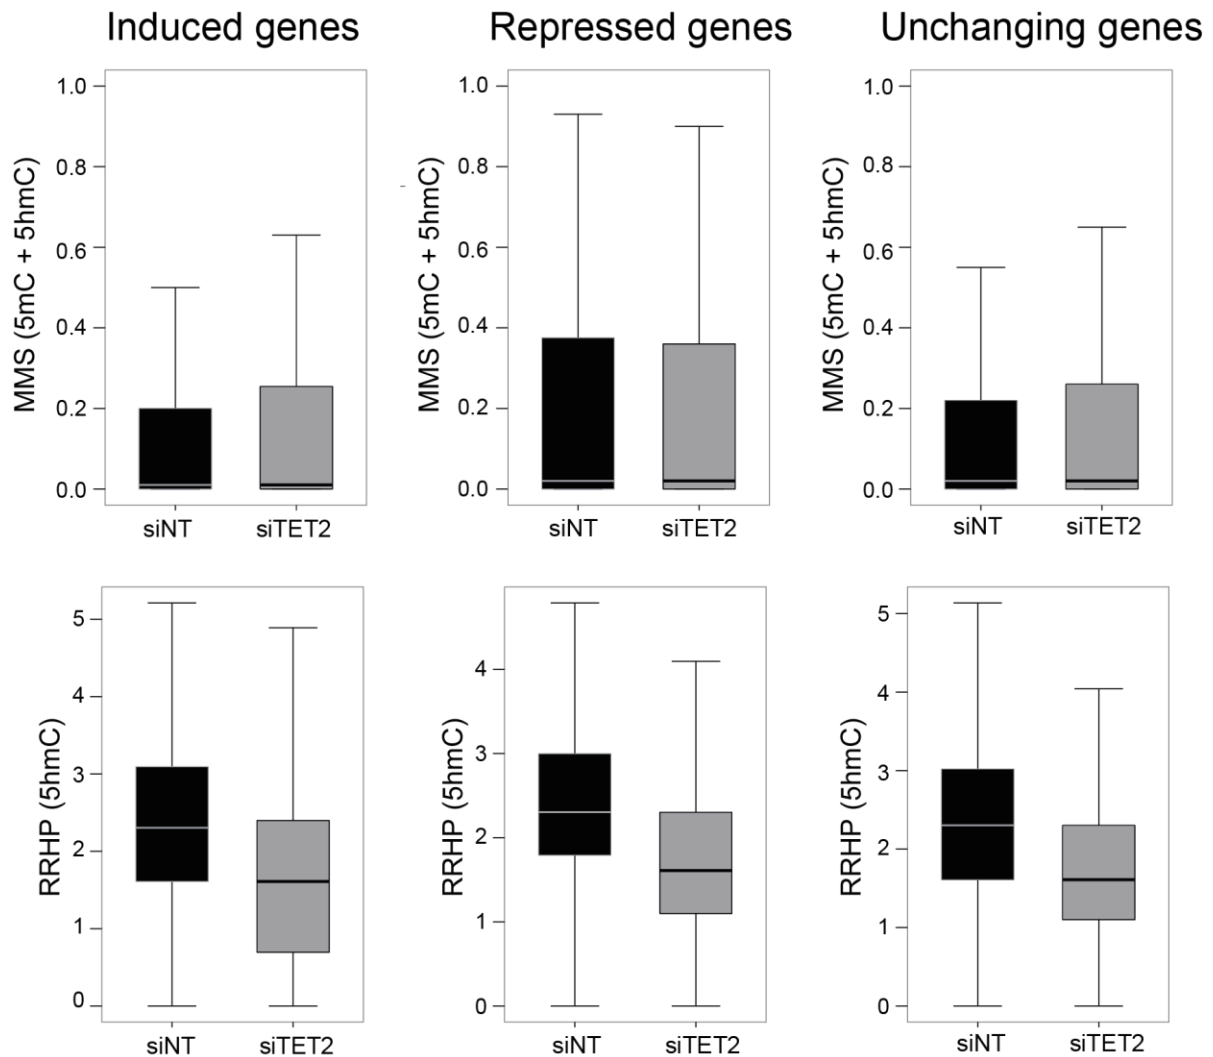 Induced genes
Repressed genes
Unchanging genes
MMS (5mC + 5hmC)
1.0
0.8
0.6
0.4
0.2
0.0
siNT siTET2
MMS (5mC + 5hmC)
1.0
0.8
0.6
0.4
0.2
0.0
siNT siTET2
MMS (5mC + 5hmC)
1.0
0.8
0.6
0.4
0.2
0.0
siNT siTET2
RRHP (5hmC)
5
4
3
2
1
0
siNT siTET2
RRHP (5hmC)
4
3
2
1
0
siNT siTET2
RRHP (5hmC)
5
4
3
2
1
0
siNT siTET2